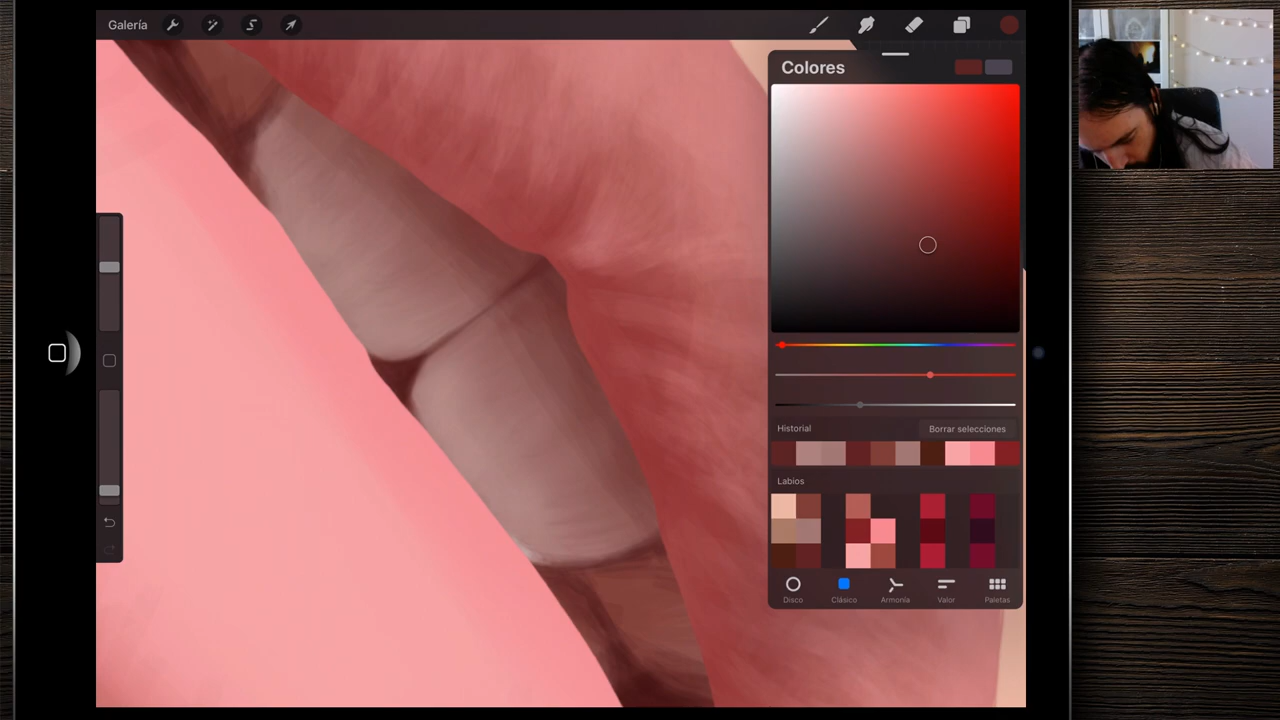 Galería
Colores
Historial
Borrar selecciones
Labios
Disco
Clásico
Armonía
Valor
Paletas